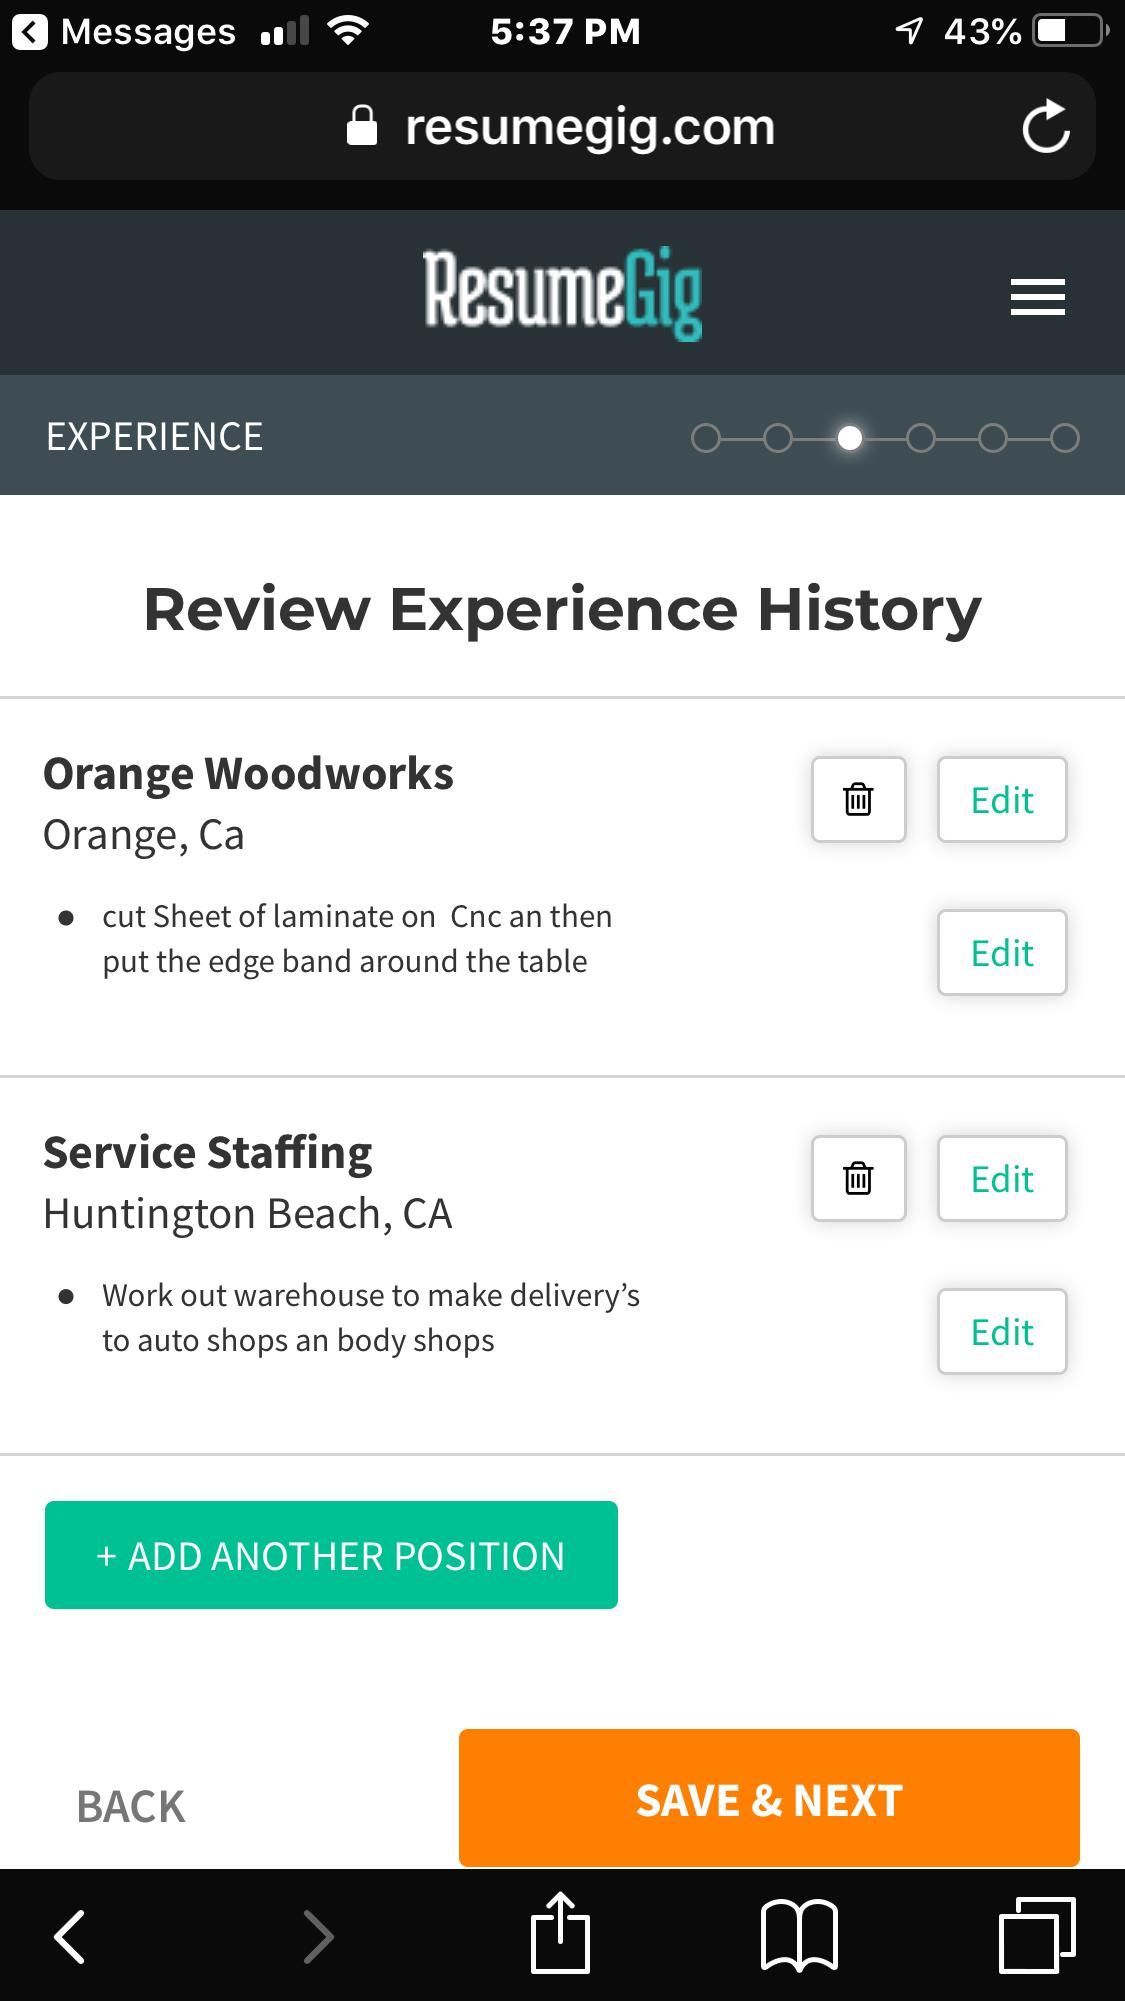 Messages 5:37 PM 43%
resumegig.com
ResumeGig
EXPERIENCE
Review Experience History
Orange Woodworks
Edit
Orange, Ca
cut Sheet of laminate on  Cnc an then
put the edge band around the table
Edit
Service Staffing
Edit
Huntington Beach, CA
Work out warehouse to make delivery’s
to auto shops an body shops
Edit
+ ADD ANOTHER POSITION
BACK
SAVE & NEXT